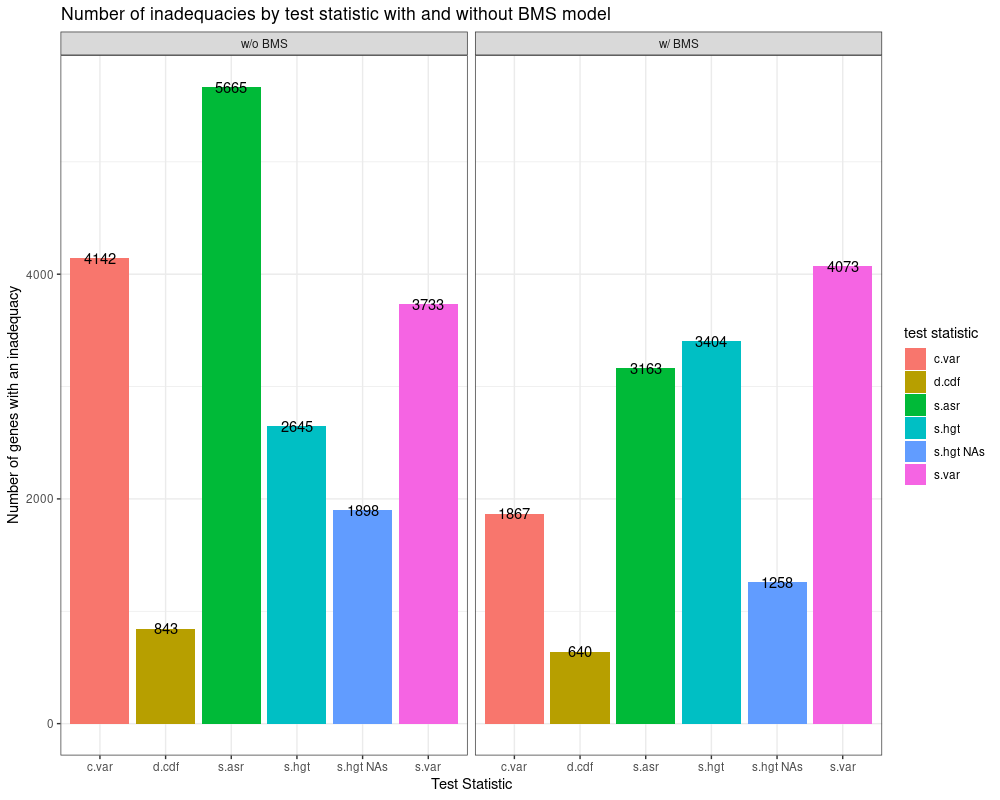 Number of inadequacies by test statistic with and without BMS model
w/o BMS
w/ BMS
Number of genes with an inadequacy
4000
2000
0
4142
843
5665
2645
1898
3733
1867
640
3163
3404
1258
4073
c.var
d.cdf
s.asr
s.hgt
s.hgt NAs
s.var
c.var
d.cdf
s.asr
s.hgt
s.hgt NAs
s.var
Test Statistic
test statistic
c.var
d.cdf
s.asr
s.hgt
s.hgt NAs
s.var